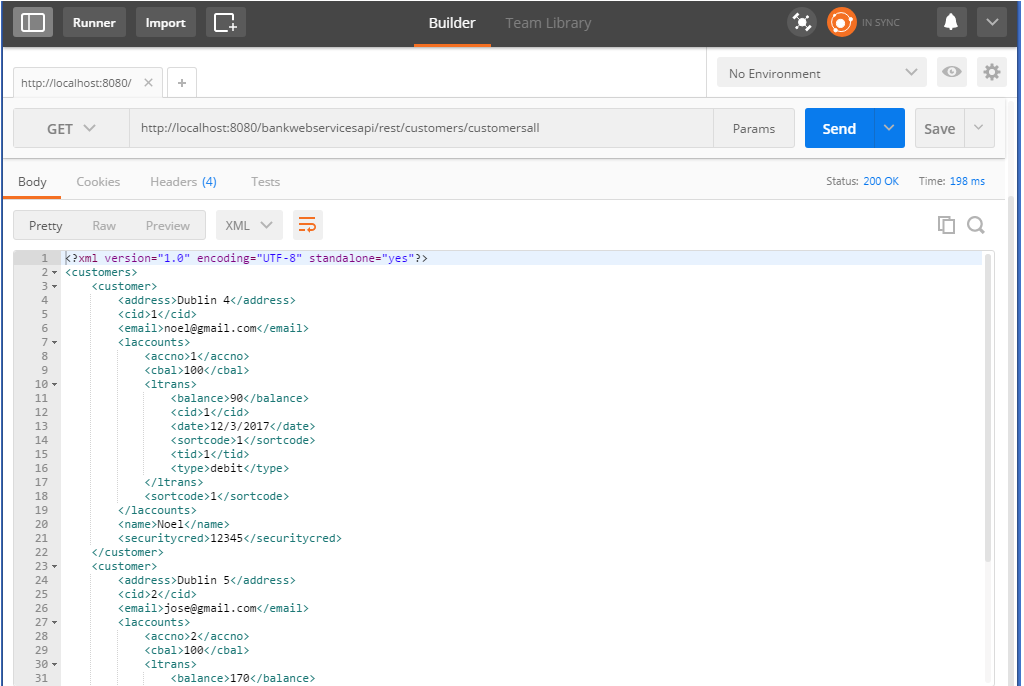 Runner Import Builder Team Library IN SYNC
http://localhost:8080/ No Environment
GET http://localhost:8080/bankwebservicesapi/rest/customers/customersall Params Send Save
Body Cookies Headers (4) Tests Status: 200 OK Time: 198 ms
Pretty Raw Preview XML
1 <?xml version="1.0" encoding="UTF-8" standalone="yes"?>
2 <customers>
3 <customer>
4 <address>Dublin 4</address>
5 <cid>1</cid>
6 <email>noel@gmail.com</email>
7 <laccounts>
8 <accno>1</accno>
9 <cbal>100</cbal>
10 <ltrans>
11 <balance>90</balance>
12 <cid>1</cid>
13 <date>12/3/2017</date>
14 <sortcode>1</sortcode>
15 <tid>1</tid>
16 <type>debit</type>
17 </ltrans>
18 <sortcode>1</sortcode>
19 </laccounts>
20 <name>Noel</name>
21 <securitycred>12345</securitycred>
22 </customer>
23 <customer>
24 <address>Dublin 5</address>
25 <cid>2</cid>
26 <email>jose@gmail.com</email>
27 <laccounts>
28 <accno>2</accno>
29 <cbal>100</cbal>
30 <ltrans>
31 <balance>170</balance>